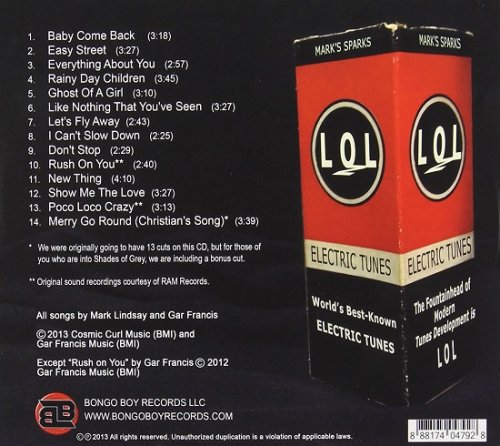 1. Baby Come Back (3:18)
2. Easy Street (3:27)
3. Everything About You (2:57)
4. Rainy Day Children (3:45)
5. Ghost Of A Girl (3:30)
6. Like Nothing That You've Seen (3:27)
7. Let's Fly Away (2:43)
8. I Can't Slow Down (2:25)
9. Don't Stop (2:29)
10. Rush On You** (2:40)
11. New Thing (4:10)
12. Show Me The Love (3:27)
13. Poco Loco Crazy** (3:13)
14. Merry Go Round (Christian's Song)* (3:39)
* We were originally going to have 13 cuts on this CD, but for those of
you who are into Shades of Grey, we are including a bonus cut.
** Original sound recordings courtesy of RAM Records.
All songs by Mark Lindsay and Gar Francis
©2013 Cosmic Curl Music (BMI) and
Gar Francis Music (BMI)
Except "Rush on You" by Gar Francis © 2012
Gar Francis Music (BMI)
BB
BONGO BOY RECORDS LLC
WWW.BONGOBOYRECORDS.COM
©2013 All rights reserved. Unauthorized duplication is a violation of applicable laws.
MARK'S SPARKS
LOL
ELECTRIC TUNES
World's Best-Known
ELECTRIC TUNES
MARK'S SPARKS
LOL
ELECTRIC TUNES
The Fountainhead of
Modern
Tunes Development is
LOL
8 88174 04792 8